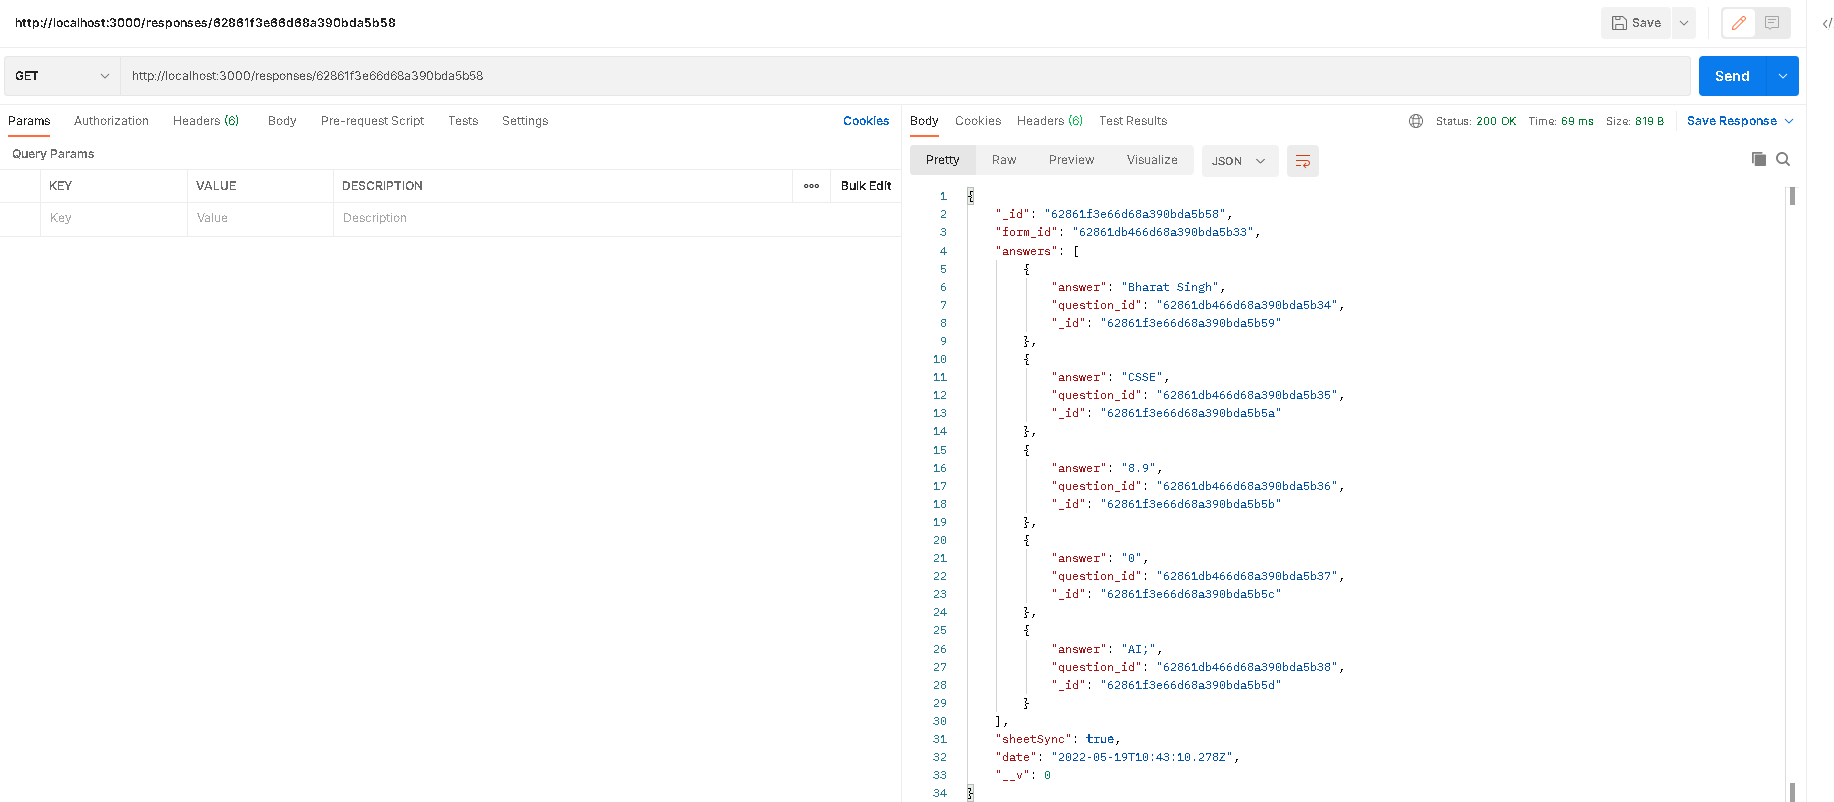 http://localhost:3000/responses/62861f3e66d68a390bda5b58
Save
GET
http://localhost:3000/responses/62861f3e66d68a390bda5b58
Send
Params Authorization Headers (6) Body Pre-request Script Tests Settings Cookies
Query Params
KEY VALUE DESCRIPTION Bulk Edit
Key Value Description
Body Cookies Headers (6) Test Results Status: 200 OK Time: 69 ms Size: 819 B Save Response
Pretty Raw Preview Visualize JSON
1 {
2 "_id": "62861f3e66d68a390bda5b58",
3 "form_id": "62861db466d68a390bda5b33",
4 "answers": [
5 {
6 "answer": "Bharat Singh",
7 "question_id": "62861db466d68a390bda5b34",
8 "_id": "62861f3e66d68a390bda5b59"
9 },
10 {
11 "answer": "CSSE",
12 "question_id": "62861db466d68a390bda5b35",
13 "_id": "62861f3e66d68a390bda5b5a"
14 },
15 {
16 "answer": "8.9",
17 "question_id": "62861db466d68a390bda5b36",
18 "_id": "62861f3e66d68a390bda5b5b"
19 },
20 {
21 "answer": "0",
22 "question_id": "62861db466d68a390bda5b37",
23 "_id": "62861f3e66d68a390bda5b5c"
24 },
25 {
26 "answer": "AI;",
27 "question_id": "62861db466d68a390bda5b38",
28 "_id": "62861f3e66d68a390bda5b5d"
29 }
30 ],
31 "sheetSync": true,
32 "date": "2022-05-19T10:43:10.278Z",
33 "__v": 0
34 }